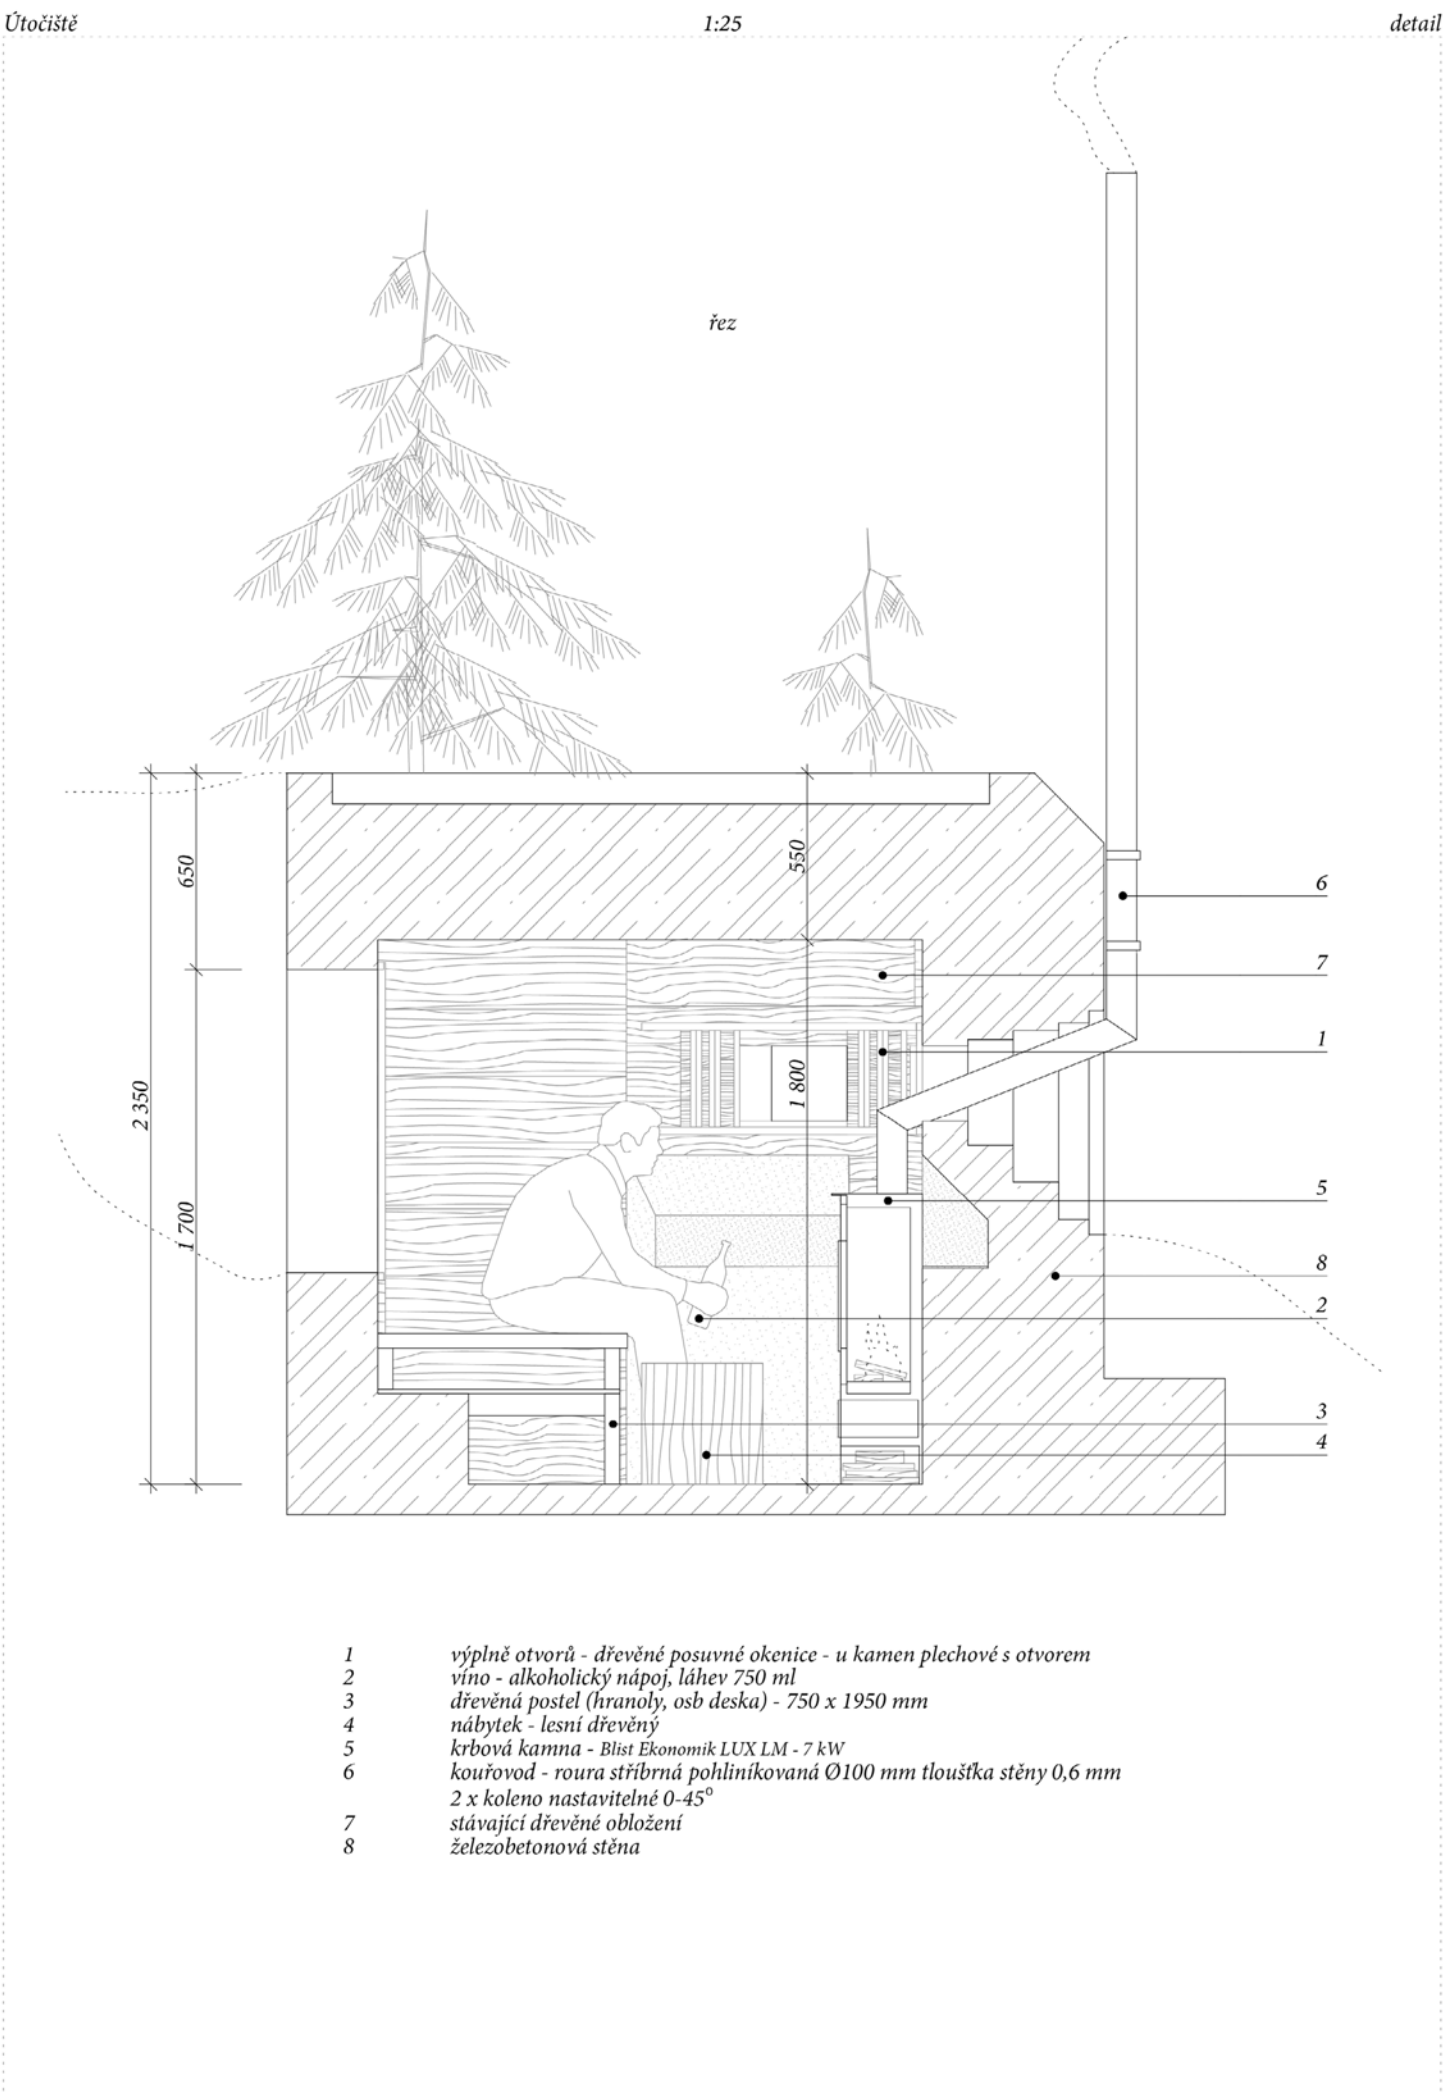 Útočiště
1:25
detail
řez
650
550
6
7
1
1 800
2 350
5
1 700
8
2
3
4
1 výplně otvorů - dřevěné posuvné okenice - u kamen plechové s otvorem
2 víno - alkoholický nápoj, láhev 750 ml
3 dřevěná postel (hranoly, osb deska) - 750 x 1950 mm
4 nábytek - lesní dřevěný
5 krbová kamna - Blist Ekonomik LUX LM - 7 kW
6 kouřovod - roura stříbrná pohliníkovaná Ø100 mm tloušťka stěny 0,6 mm
2 x koleno nastavitelné 0-45°
7 stávající dřevěné obložení
8 železobetonová stěna